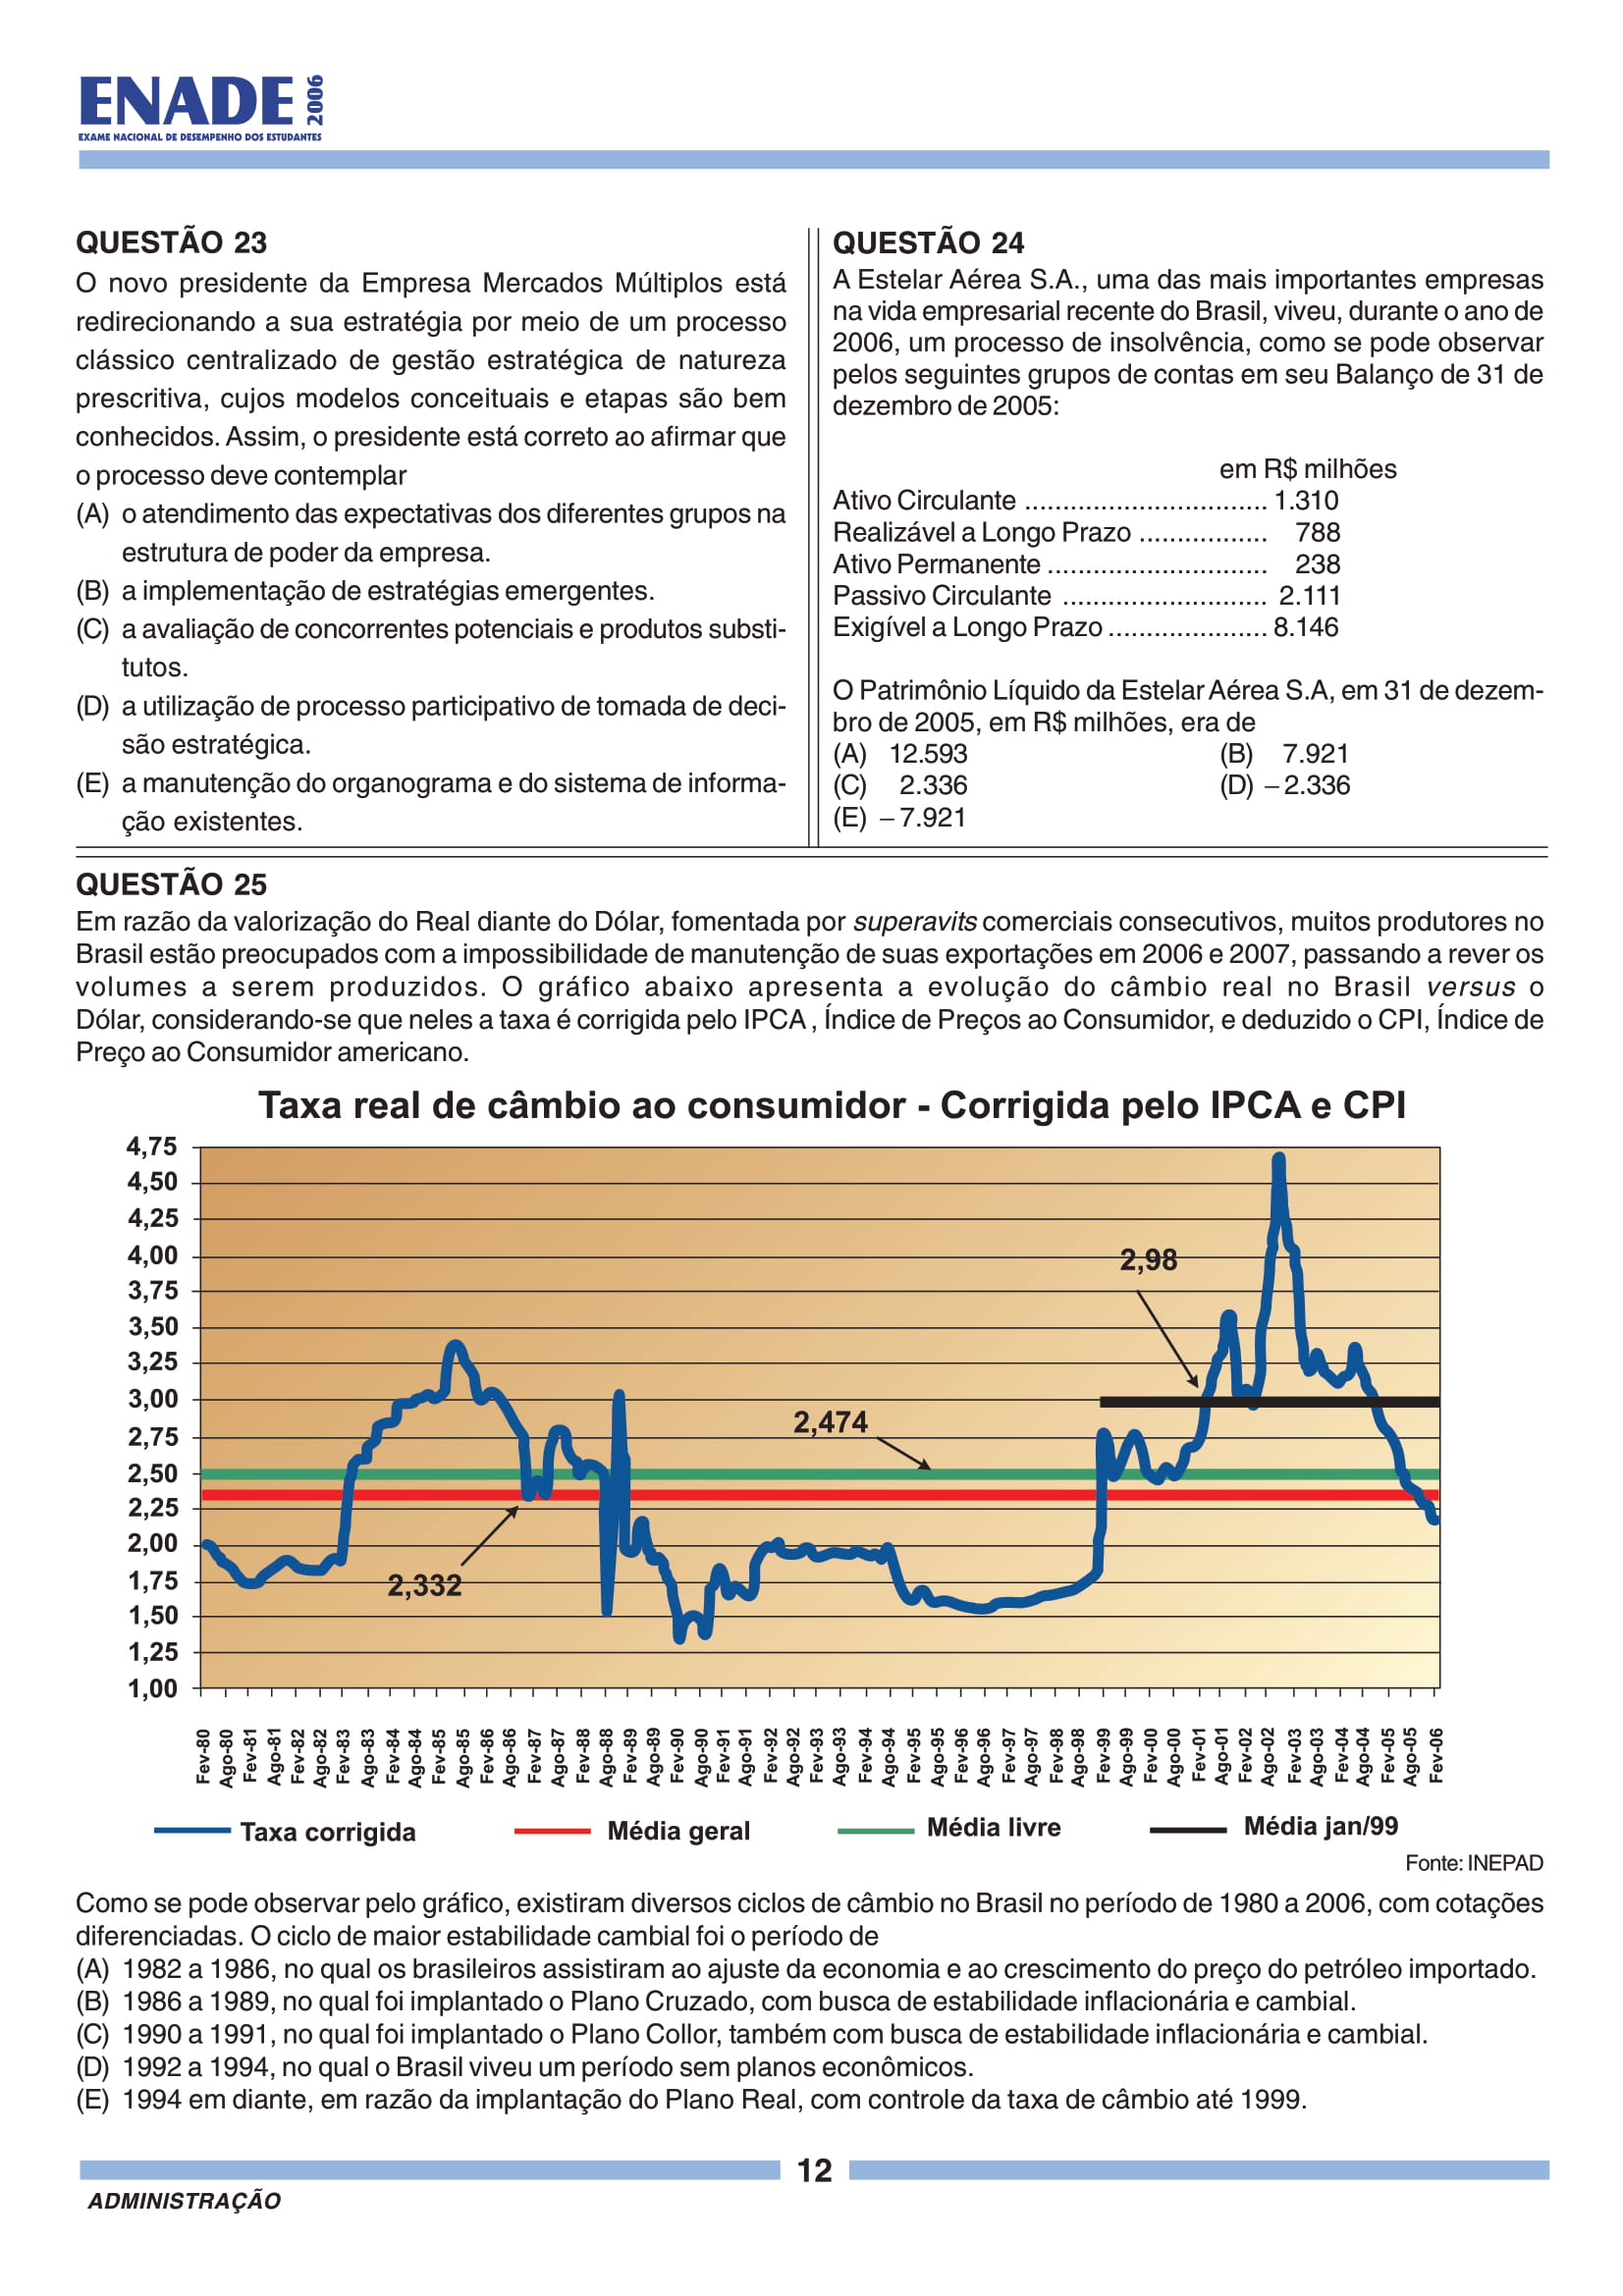 ENADE 2006
EXAME NACIONAL DE DESEMPENHO DOS ESTUDANTES
QUESTÃO 23
O novo presidente da Empresa Mercados Múltiplos está
redirecionando a sua estratégia por meio de um processo
clássico centralizado de gestão estratégica de natureza
prescritiva, cujos modelos conceituais e etapas são bem
conhecidos. Assim, o presidente está correto ao afirmar que
o processo deve contemplar
(A) o atendimento das expectativas dos diferentes grupos na
estrutura de poder da empresa.
(B) a implementação de estratégias emergentes.
(C) a avaliação de concorrentes potenciais e produtos substi-
tutos.
(D) a utilização de processo participativo de tomada de deci-
são estratégica.
(E) a manutenção do organograma e do sistema de informa-
ção existentes.
QUESTÃO 24
A Estelar Aérea S.A., uma das mais importantes empresas
na vida empresarial recente do Brasil, viveu, durante o ano de
2006, um processo de insolvência, como se pode observar
pelos seguintes grupos de contas em seu Balanço de 31 de
dezembro de 2005:
em R$ milhões
Ativo Circulante ................................ 1.310
Realizável a Longo Prazo ................. 788
Ativo Permanente ............................. 238
Passivo Circulante ........................... 2.111
Exigível a Longo Prazo ..................... 8.146
O Patrimônio Líquido da Estelar Aérea S.A, em 31 de dezem-
bro de 2005, em R$ milhões, era de
(A) 12.593 (B) 7.921
(C) 2.336 (D) – 2.336
(E) – 7.921
QUESTÃO 25
Em razão da valorização do Real diante do Dólar, fomentada por superavits comerciais consecutivos, muitos produtores no
Brasil estão preocupados com a impossibilidade de manutenção de suas exportações em 2006 e 2007, passando a rever os
volumes a serem produzidos. O gráfico abaixo apresenta a evolução do câmbio real no Brasil versus o
Dólar, considerando-se que neles a taxa é corrigida pelo IPCA , Índice de Preços ao Consumidor, e deduzido o CPI, Índice de
Preço ao Consumidor americano.
Taxa real de câmbio ao consumidor - Corrigida pelo IPCA e CPI
4,75
4,50
4,25
4,00
3,75
3,50
3,25
3,00
2,75
2,50
2,25
2,00
1,75
1,50
1,25
1,00
2,98
2,474
2,332
Fev-80
Ago-80
Fev-81
Ago-81
Fev-82
Ago-82
Fev-83
Ago-83
Fev-84
Ago-84
Fev-85
Ago-85
Fev-86
Ago-86
Fev-87
Ago-87
Fev-88
Ago-88
Fev-89
Ago-89
Fev-90
Ago-90
Fev-91
Ago-91
Fev-92
Ago-92
Fev-93
Ago-93
Fev-94
Ago-94
Fev-95
Ago-95
Fev-96
Ago-96
Fev-97
Ago-97
Fev-98
Ago-98
Fev-99
Ago-99
Fev-00
Ago-00
Fev-01
Ago-01
Fev-02
Ago-02
Fev-03
Ago-03
Fev-04
Ago-04
Fev-05
Ago-05
Fev-06
Taxa corrigida Média geral Média livre Média jan/99
Fonte: INEPAD
Como se pode observar pelo gráfico, existiram diversos ciclos de câmbio no Brasil no período de 1980 a 2006, com cotações
diferenciadas. O ciclo de maior estabilidade cambial foi o período de
(A) 1982 a 1986, no qual os brasileiros assistiram ao ajuste da economia e ao crescimento do preço do petróleo importado.
(B) 1986 a 1989, no qual foi implantado o Plano Cruzado, com busca de estabilidade inflacionária e cambial.
(C) 1990 a 1991, no qual foi implantado o Plano Collor, também com busca de estabilidade inflacionária e cambial.
(D) 1992 a 1994, no qual o Brasil viveu um período sem planos econômicos.
(E) 1994 em diante, em razão da implantação do Plano Real, com controle da taxa de câmbio até 1999.
12
ADMINISTRAÇÃO